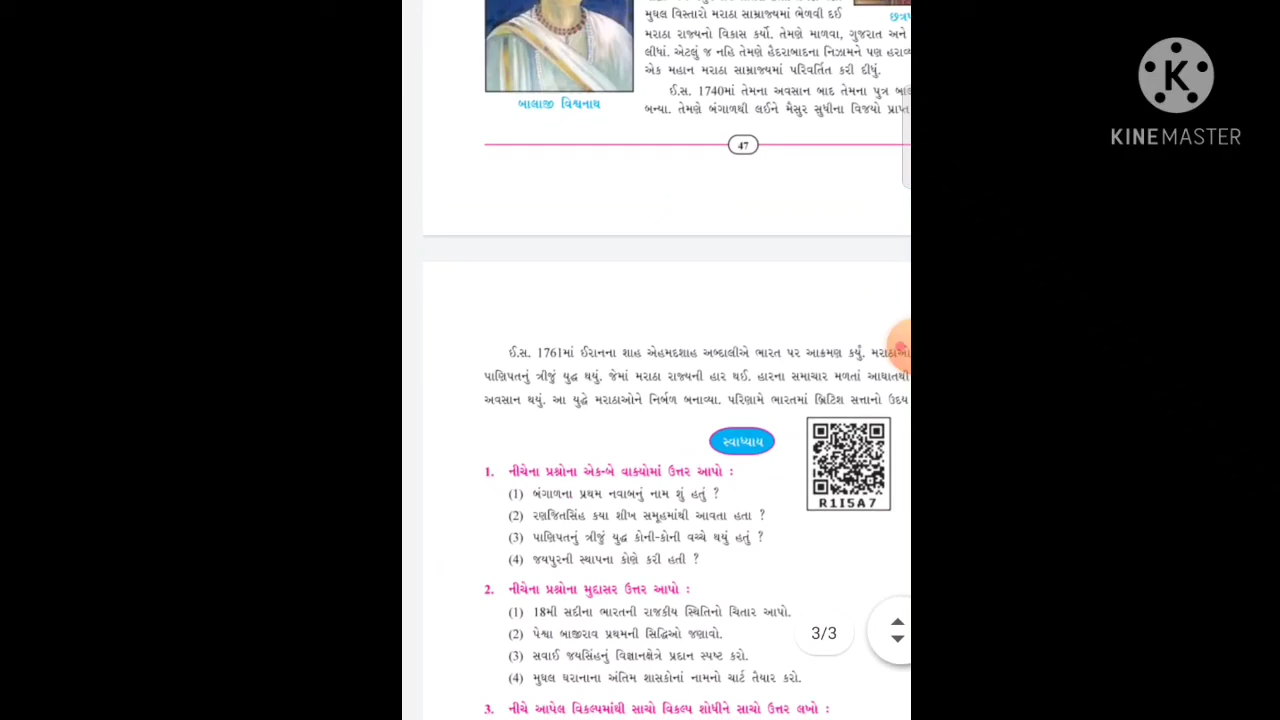 મુઘલ વિસ્તારો મરાઠા સામ્રાજ્યમાં ભેળવી દઈ
મરાઠા રાજ્યનો વિકાસ કર્યો. તેમણે માળવા, ગુજરાત અને
લીધાં. એટલું જ નહિ તેમણે હૈદરાબાદના નિઝામને પણ
એક મહાન મરાઠા સામ્રાજ્યમાં પરિવર્તિત કરી દીધું.
ઈ.સ. 1740માં તેમના અવસાન બાદ તેમના પુત્ર
બન્યા. તેમણે બંગાળથી લઈને મૈસુર સુધીના વિજયો પ્રાપ્ત
બાલાજી વિશ્વનાથ
47
KINEMASTER
ઈ.સ. 1761માં ઈરાનના શાહ એહમદશાહ અબ્દાલીએ ભારત પર આક્રમણ કર્યું.
પાણિપતનું ત્રીજું યુદ્ધ થયું. જેમાં મરાઠા રાજ્યની હાર થઈ. હારના સમાચાર મળતાં આઘાતથી
અવસાન થયું. આ યુદ્ધે મરાઠાઓને નિર્બળ બનાવ્યા. પરિણામે ભારતમાં બ્રિટિશ સત્તાનો ઉદય
સ્વાધ્યાય
R1I5A7
1. નીચેના પ્રશ્નોના એક-બે વાક્યોમાં ઉત્તર આપો :
(1) બંગાળના પ્રથમ નવાબનું નામ શું હતું ?
(2) રણજિતસિંહ કયા શીખ સમૂહમાંથી આવતા હતા ?
(3) પાણિપતનું ત્રીજું યુદ્ધ કોની-કોની વચ્ચે થયું હતું ?
(4) જયપુરની સ્થાપના કોણે કરી હતી ?
2. નીચેના પ્રશ્નોના મુદ્દાસર ઉત્તર આપો :
(1) 18મી સદીના ભારતની રાજકીય સ્થિતિનો ચિતાર આપો.
(2) પેશ્વા બાજીરાવ પ્રથમની સિદ્ધિઓ જણાવો.
(3) સવાઈ જયસિંહનું વિજ્ઞાનક્ષેત્રે પ્રદાન સ્પષ્ટ કરો.
(4) મુઘલ ઘરાનાના અંતિમ શાસકોનાં નામનો ચાર્ટ તૈયાર કરો.
3/3
3. નીચે આપેલ વિકલ્પમાંથી સાચો વિકલ્પ શોધીને સાચો ઉત્તર લખો :